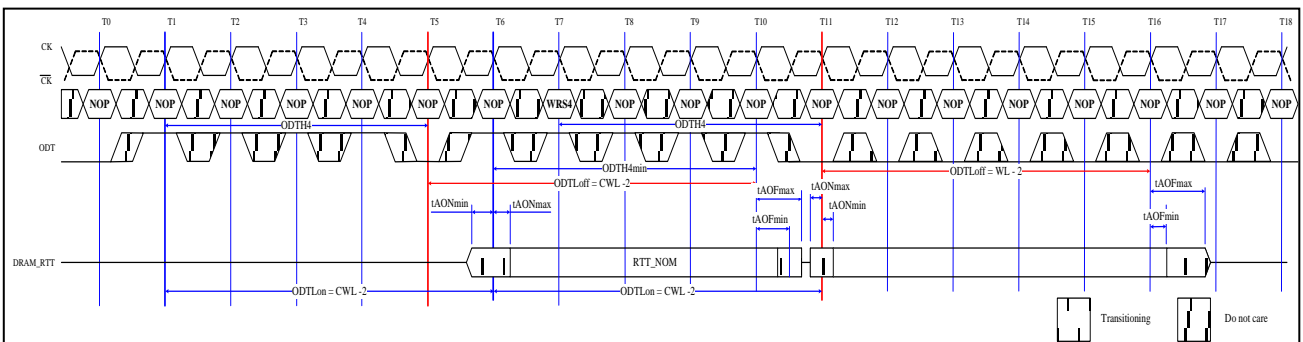 T0 T1 T2 T3 T4 T5 T6 T7 T8 T9 T10 T11 T12 T13 T14 T15 T16 T17 T18
CK
CK
NOP NOP NOP NOP NOP NOP NOP WRS4 NOP NOP NOP NOP NOP NOP NOP NOP NOP NOP NOP
ODTH4 ODTH4
ODT
ODTH4min ODTLoff = WL - 2
ODTLoff = CWL -2
tAOFmax tAONmax tAOFmax
tAONmin tAONmax tAONmin
tAOFmin tAOFmin
DRAM_RTT RTT_NOM
ODTLon = CWL -2 ODTLon = CWL -2
Transitioning Do not care